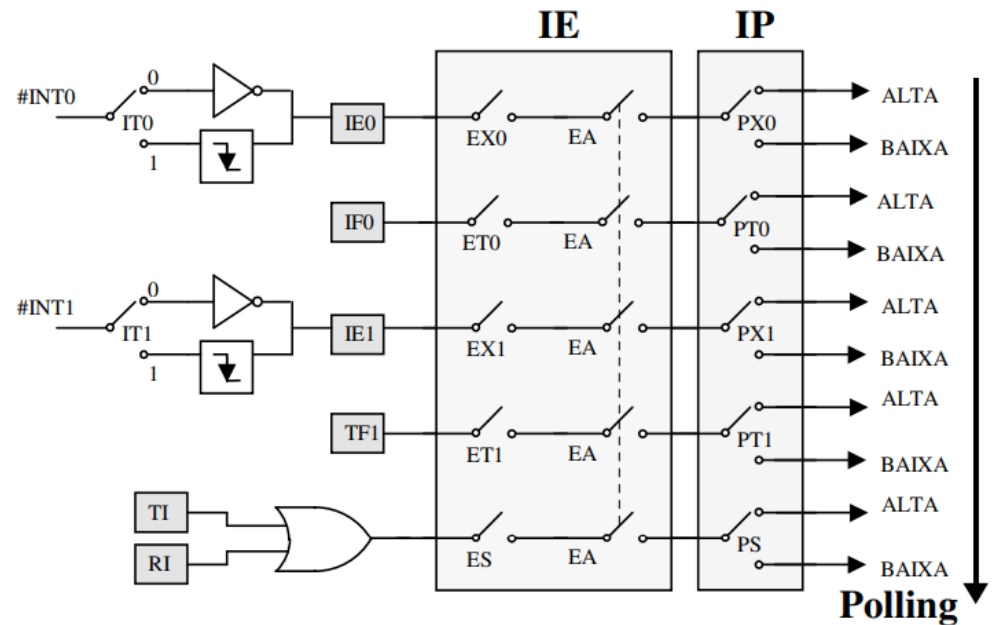 IE IP
#INT0 0 IT0 1 IE0 EX0 EA PX0 ALTA
BAIXA
IF0 ET0 EA PT0 ALTA
BAIXA
#INT1 0 IT1 1 IE1 EX1 EA PX1 ALTA
BAIXA
TF1 ET1 EA PT1 ALTA
BAIXA
TI
RI
ES EA PS ALTA
BAIXA
Polling